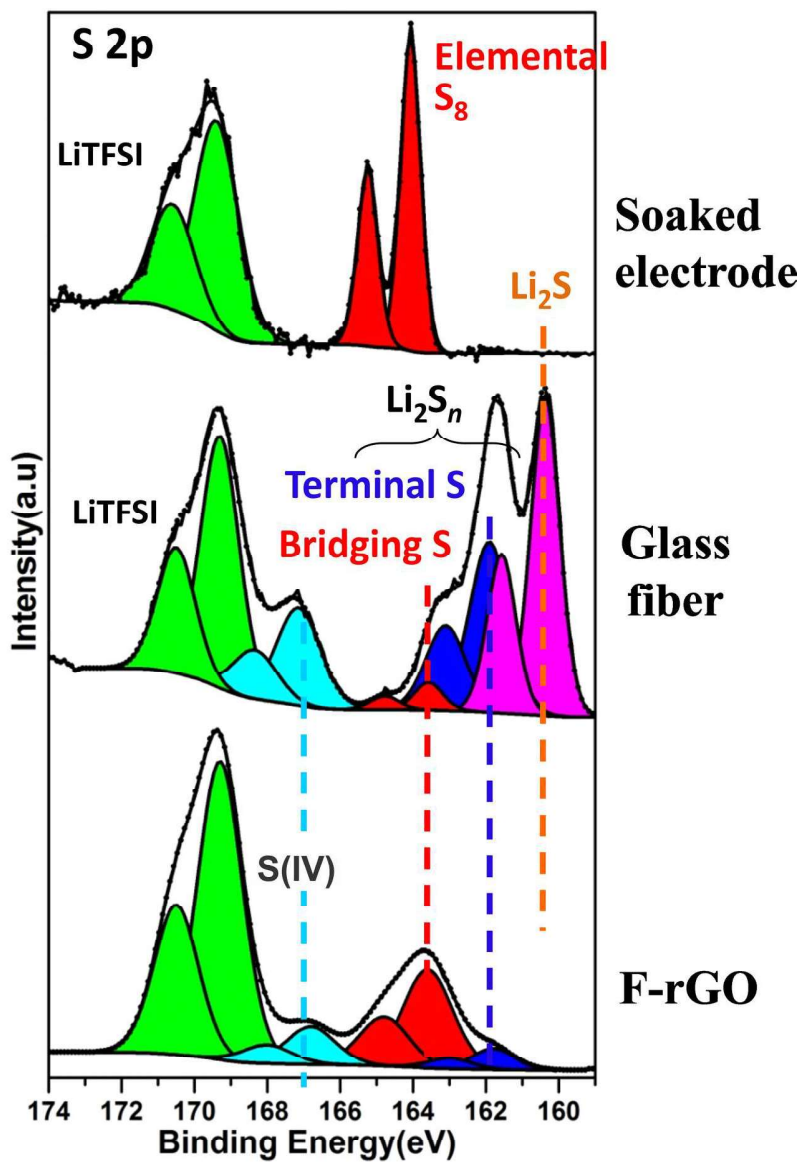 S 2p
Elemental
S₈
LiTFSI
Soaked
electrode
Li₂S
Li₂Sₙ
Terminal S
LiTFSI
Bridging S
Glass
fiber
Intensity(a.u)
S(IV)
F-rGO
174 172 170 168 166 164 162 160
Binding Energy(eV)